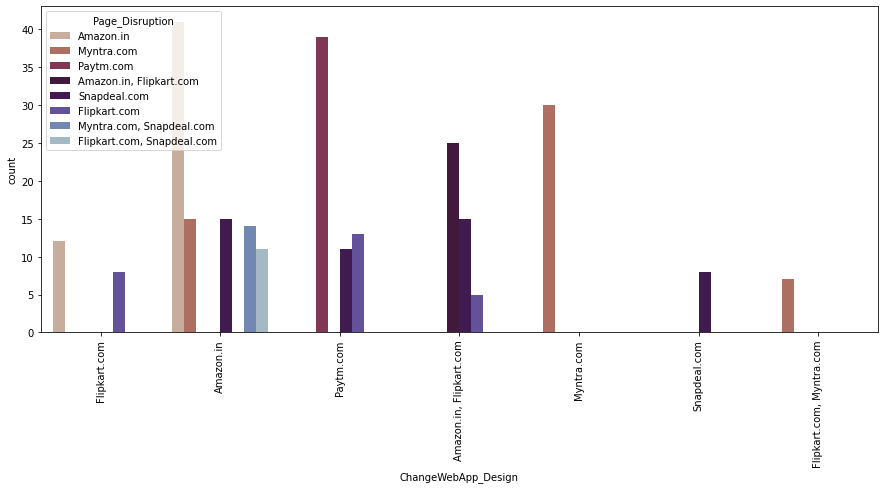 Page_Disruption
Amazon.in
Myntra.com
Paytm.com
Amazon.in, Flipkart.com
Snapdeal.com
Flipkart.com
Myntra.com, Snapdeal.com
Flipkart.com, Snapdeal.com
count
40
35
30
25
20
15
10
5
0
Flipkart.com
Amazon.in
Paytm.com
Amazon.in, Flipkart.com
Myntra.com
Snapdeal.com
Flipkart.com, Myntra.com
ChangeWebApp_Design